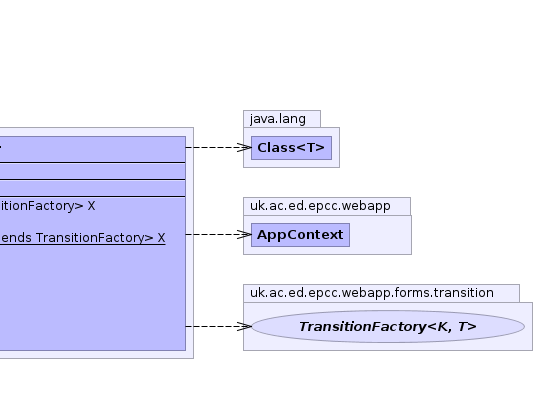 java.lang
Class<T>
itionFactory> X
uk.ac.ed.epcc.webapp
AppContext
ends TransitionFactory> X
uk.ac.ed.epcc.webapp.forms.transition
TransitionFactory<K, T>